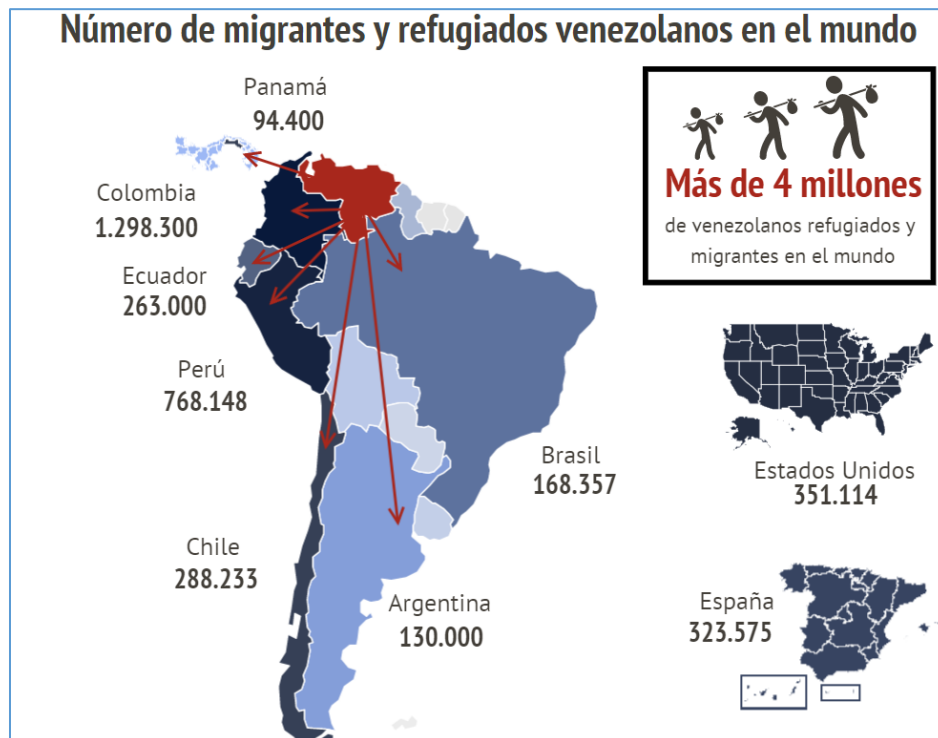 Número de migrantes y refugiados venezolanos en el mundo
Panamá
94.400
Colombia
1.298.300
Ecuador
263.000
Perú
768.148
Chile
288.233
Argentina
130.000
Brasil
168.357
Más de 4 millones
de venezolanos refugiados y
migrantes en el mundo
Estados Unidos
351.114
España
323.575